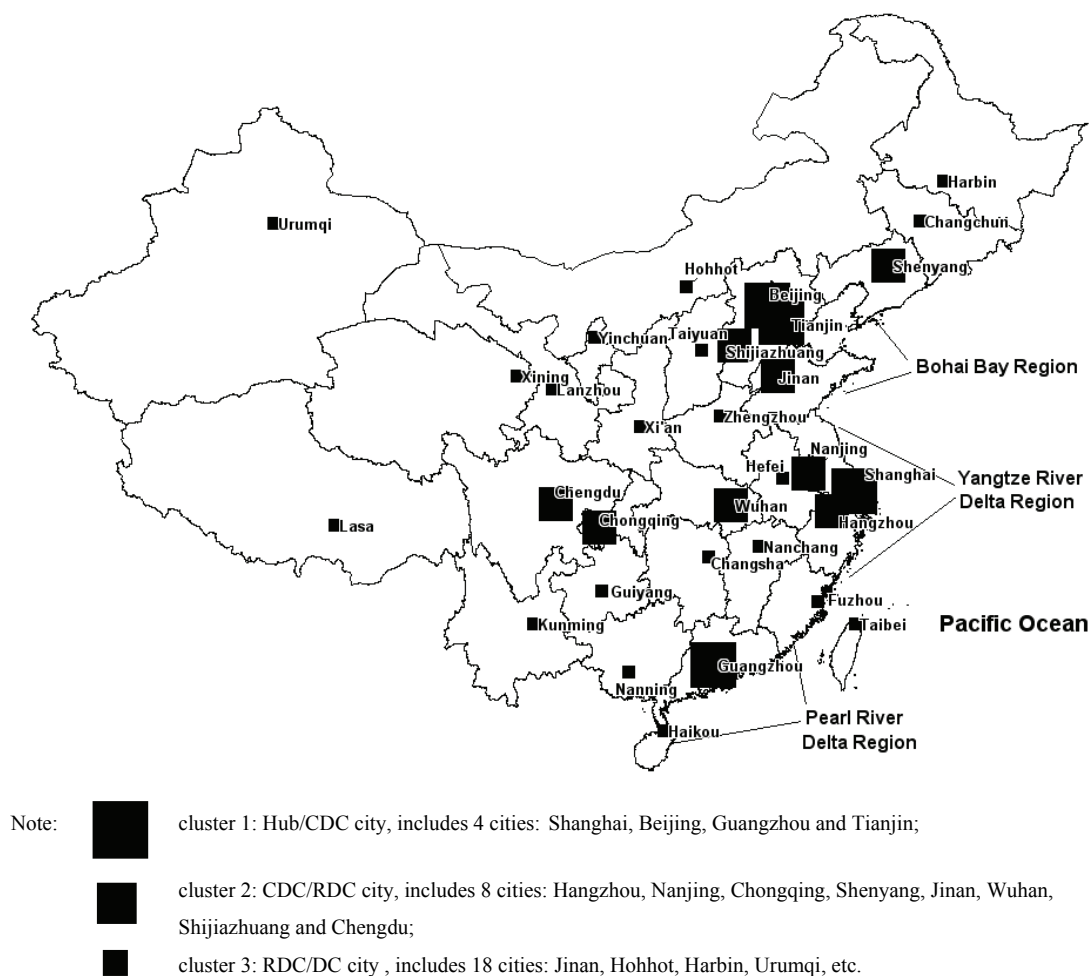 Harbin
Urumqi
Changchun
Shenyang
Hohhot
Beijing
Tianjin
Yinchuan
Taiyuan
Shijiazhuang
Bohai Bay Region
Xining
Jinan
Lanzhou
Zhengzhou
Xi'an
Nanjing
Hefei
Shanghai
Yangtze River
Delta Region
Chengdu
Wuhan
Chongqing
Hangzhou
Lasa
Nanchang
Changsha
Guiyang
Fuzhou
Kunming
Taibei
Pacific Ocean
Guangzhou
Nanning
Pearl River
Delta Region
Haikou
Note:
cluster 1: Hub/CDC city, includes 4 cities: Shanghai, Beijing, Guangzhou and Tianjin;
cluster 2: CDC/RDC city, includes 8 cities: Hangzhou, Nanjing, Chongqing, Shenyang, Jinan, Wuhan,
Shijiazhuang and Chengdu;
cluster 3: RDC/DC city , includes 18 cities: Jinan, Hohhot, Harbin, Urumqi, etc.